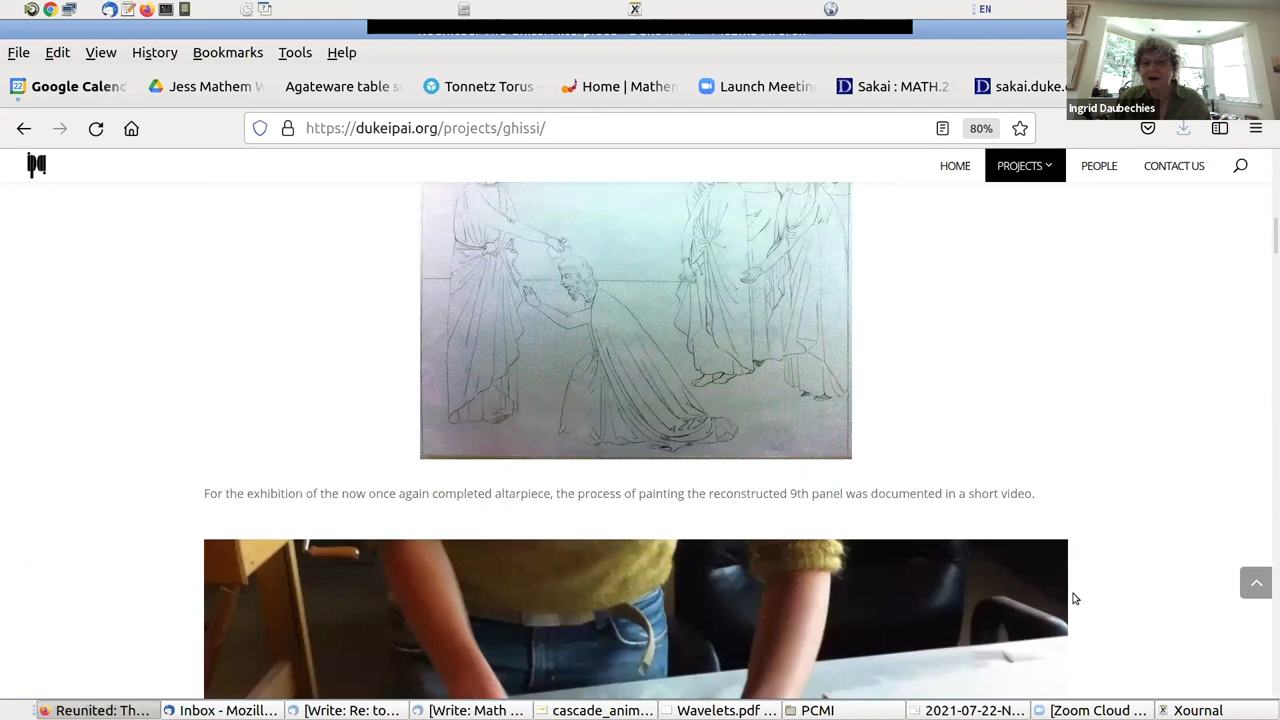 EN
File Edit View History Bookmarks Tools Help
Google Calend Jess Mathem Agateware table s Tonnetz Torus - Home | Mathem Launch Meetin Sakai : MATH.2 sakai.duke.
Ingrid Daubechies
https://dukeipai.org/projects/ghissi/ 80%
ipai
HOME PROJECTS PEOPLE CONTACT US
For the exhibition of the now once again completed altarpiece, the process of painting the reconstructed 9th panel was documented in a short video.
Reunited: Th... Inbox - Mozill... [Write: Re: to... [Write: Math ... cascade_anim... Wavelets.pdf ... PCMI 2021-07-22-N... [Zoom Cloud ... Xournal